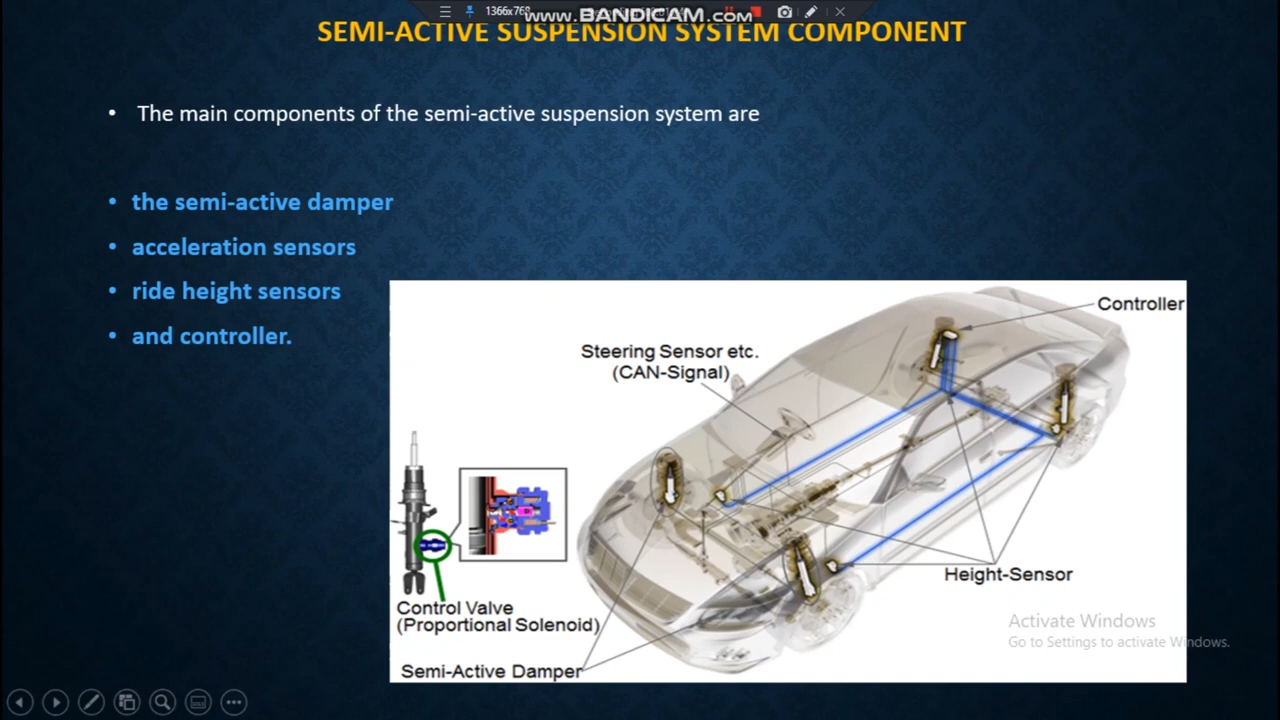 1366x768
www.BANDICAM.com
SEMI-ACTIVE SUSPENSION SYSTEM COMPONENT
• The main components of the semi-active suspension system are
• the semi-active damper
• acceleration sensors
• ride height sensors
• and controller.
Controller
Steering Sensor etc.
(CAN-Signal)
Height-Sensor
Control Valve
(Proportional Solenoid)
Semi-Active Damper
Activate Windows
Go to Settings to activate Windows.